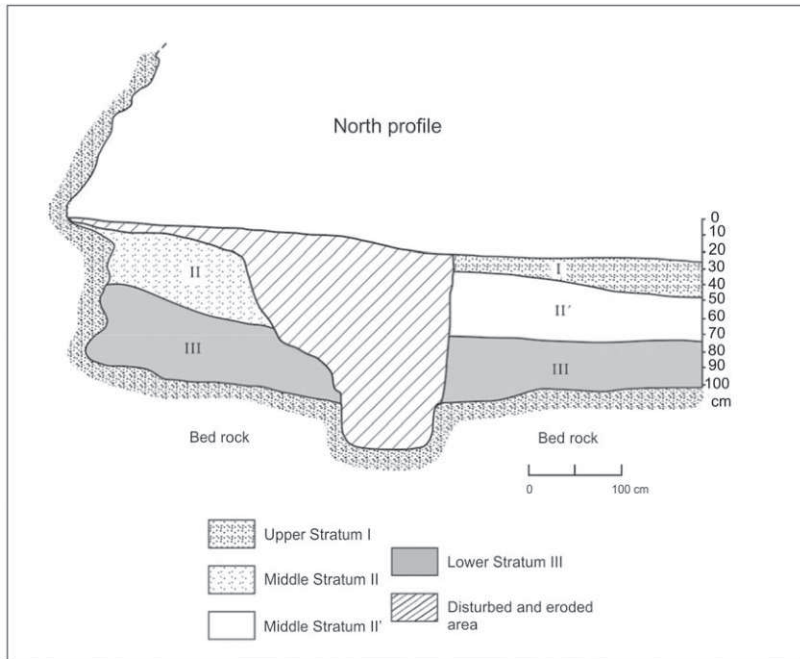 North profile
0
10
20
30
40
50
60
70
80
90
100
cm
I
II
II´
III
III
Bed rock
Bed rock
0 100 cm
Upper Stratum I
Middle Stratum II
Middle Stratum II'
Lower Stratum III
Disturbed and eroded
area